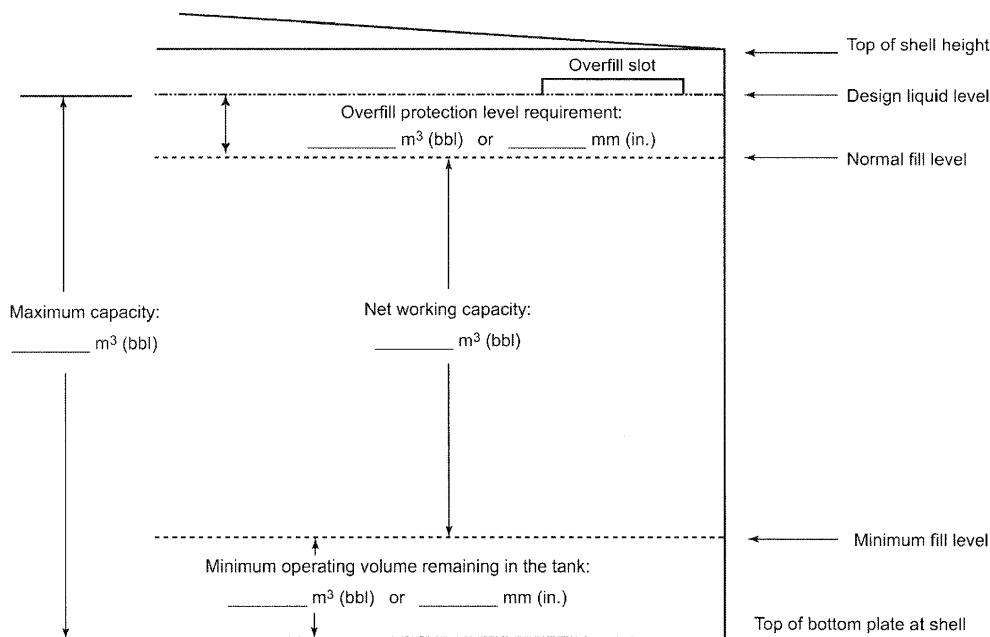 Top of shell height
Overfill slot
Design liquid level
Overfill protection level requirement:
________ m³ (bbl) or ________ mm (in.)
Normal fill level
Maximum capacity:
________ m³ (bbl)
Net working capacity:
________ m³ (bbl)
Minimum fill level
Minimum operating volume remaining in the tank:
________ m³ (bbl) or ________ mm (in.)
Top of bottom plate at shell